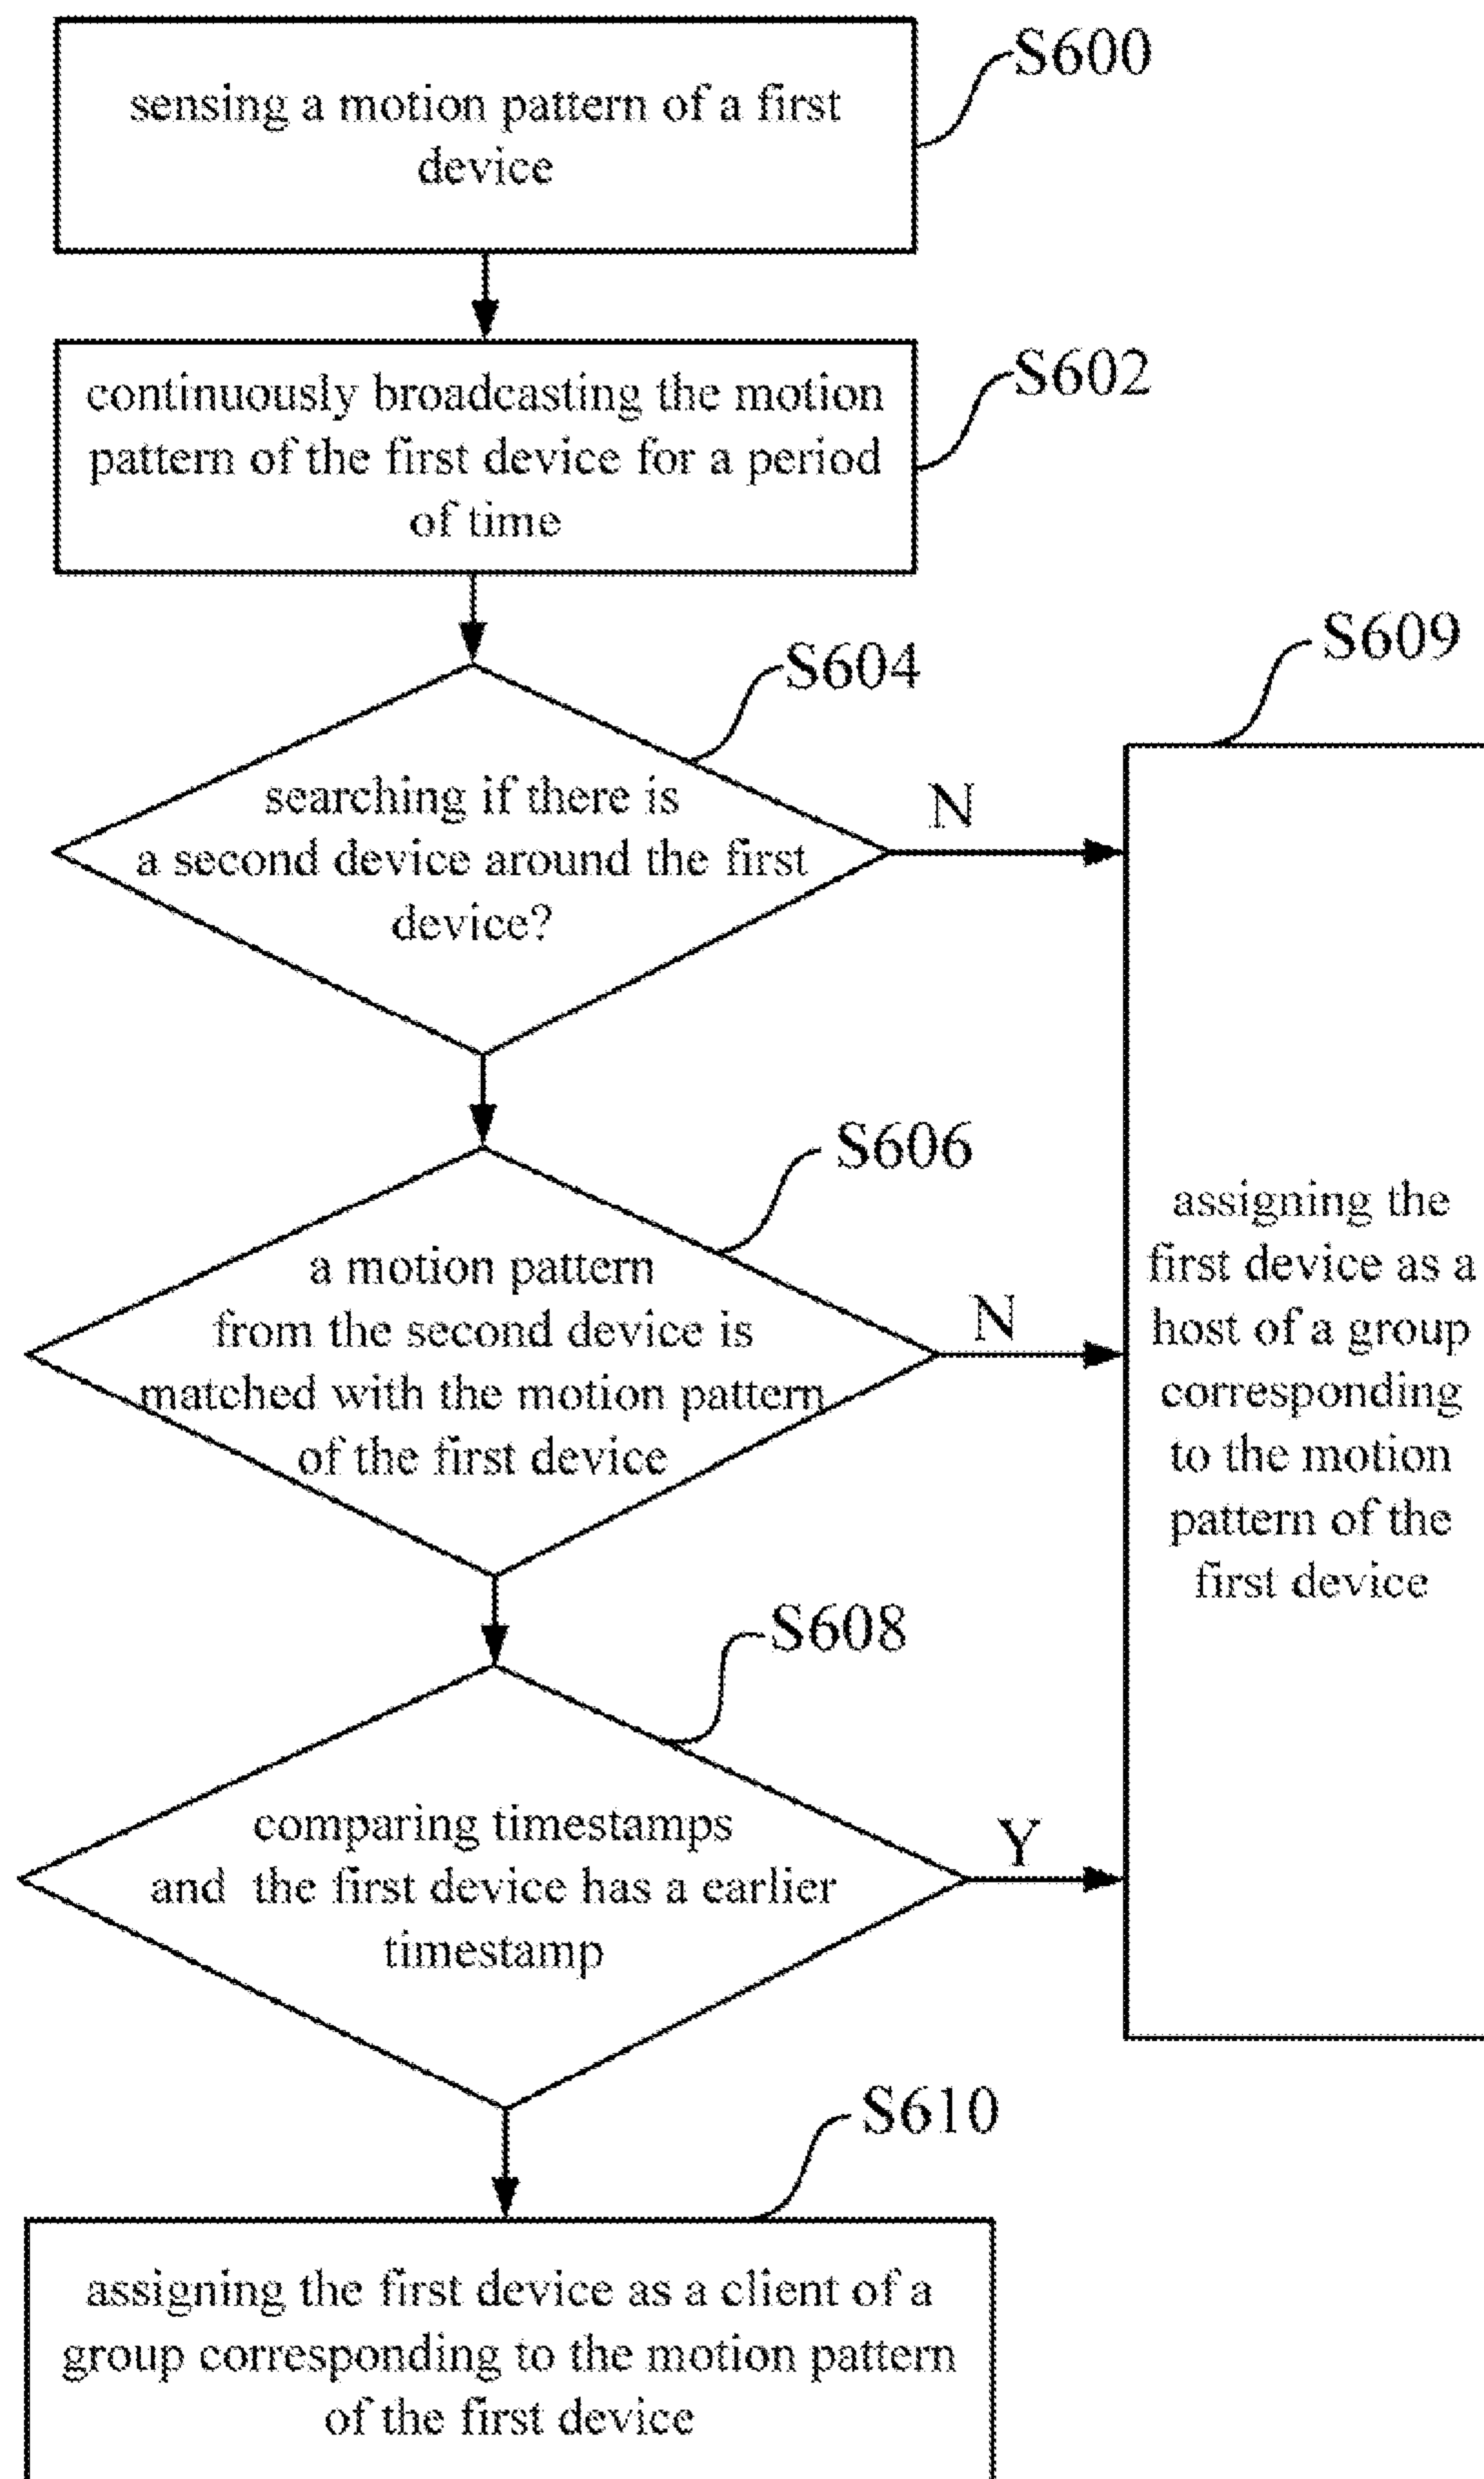 S600
sensing a motion pattern of a first
device
S602
continuously broadcasting the motion
pattern of the first device for a period
of time
S604
searching if there is
a second device around the first
device?
N
S606
a motion pattern
from the second device is
matched with the motion pattern
of the first device
N
S608
comparing timestamps
and the first device has a earlier
timestamp
Y
S609
assigning the
first device as a
host of a group
corresponding
to the motion
pattern of the
first device
S610
assigning the first device as a client of a
group corresponding to the motion pattern
of the first device